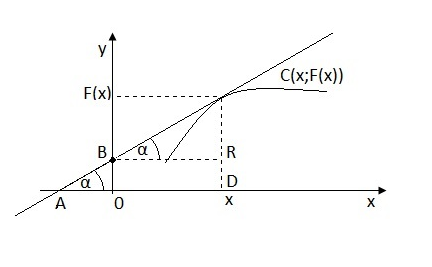 y
C(x;F(x))
F(x)
B α R
α D
A 0 x x